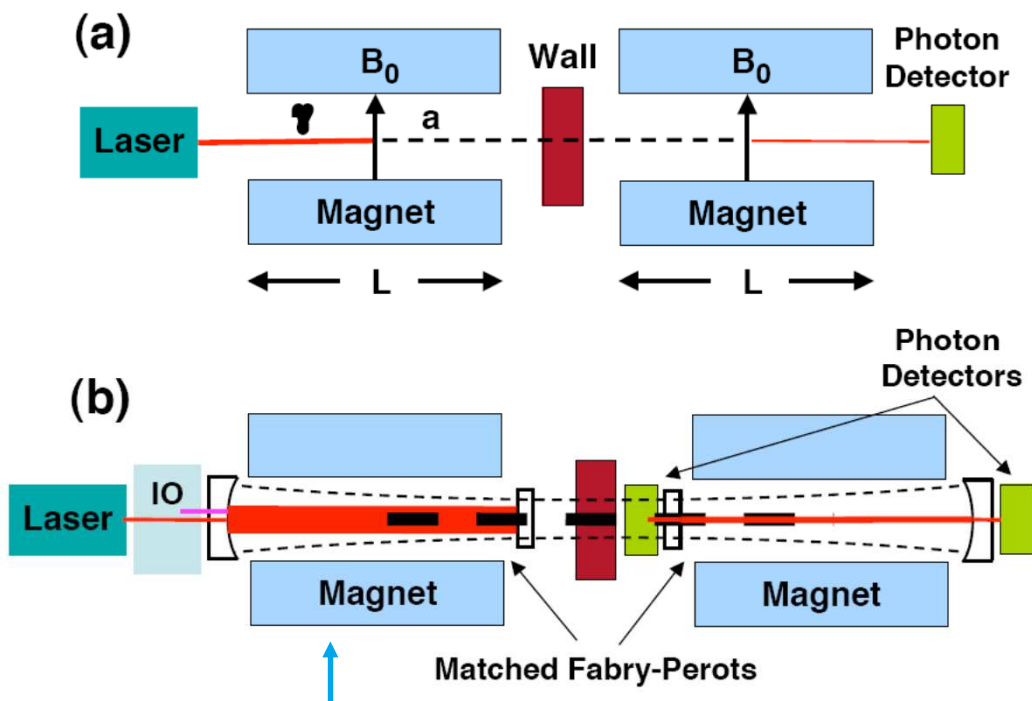 (a)
B0
Wall
B0
Photon
Detector
Laser
γ
a
Magnet
Magnet
L
L
Photon
Detectors
(b)
IO
Laser
Magnet
Magnet
Matched Fabry-Perots